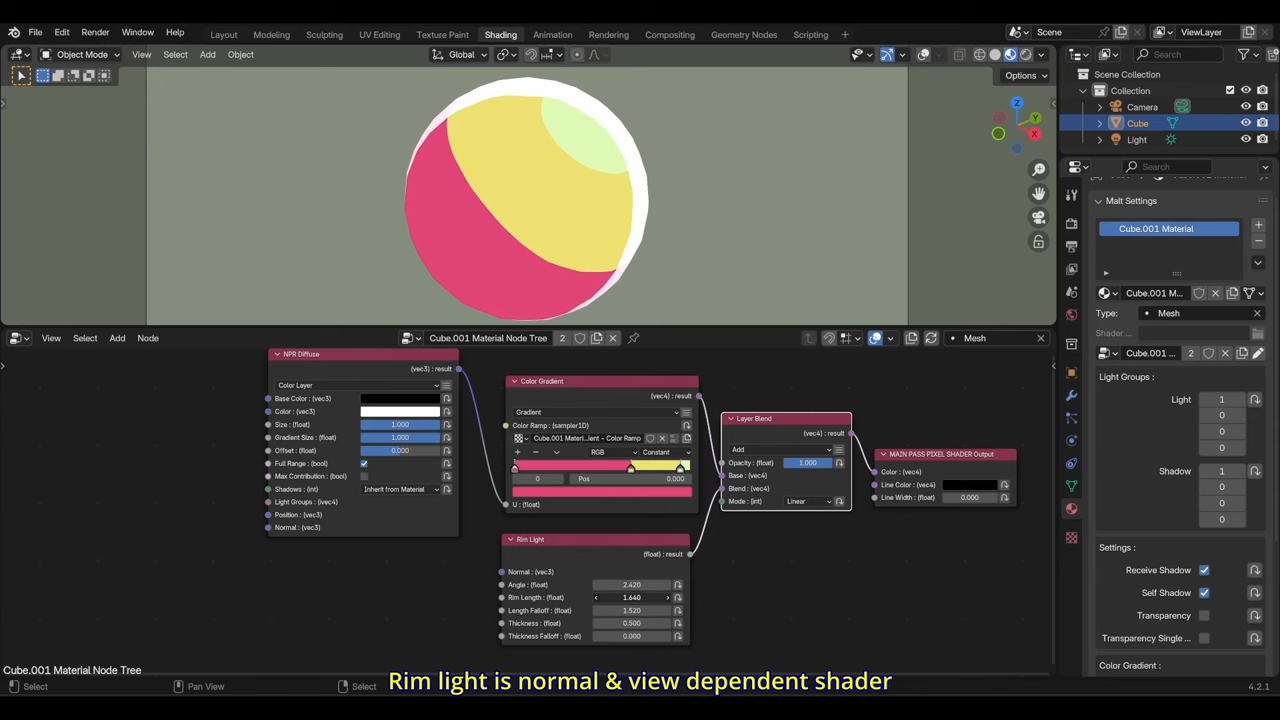 File Edit Render Window Help Layout Modeling Sculpting UV Editing Texture Paint Shading Animation Rendering Compositing Geometry Nodes Scripting + Scene ViewLayer
Object Mode View Select Add Object Global Search
Options
Scene Collection
Collection
Camera
Cube
Light
Z
Y
X
Search
Malt Settings
Cube.001 Material
Cube.001 M...
Type: Mesh
Shader ...
Cube.001 ... 2
Light Groups:
Light 1
0
0
0
Shadow 1
0
0
0
Settings:
Receive Shadow
Self Shadow
Transparency
Transparency Single ...
Color Gradient :
View Select Add Node Cube.001 Material Node Tree 2 Mesh
NPR Diffuse
(vec3) : result
Color Layer
Base Color : (vec3)
Color : (vec3)
Size : (float) 1.000
Gradient Size : (float) 1.000
Offset : (float) 0.000
Full Range : (bool)
Max Contribution : (bool)
Shadows : (int) Inherit from Material
Light Groups : (vec4)
Position : (vec3)
Normal : (vec3)
Color Gradient
(vec4) : result
Gradient
Color Ramp : (sampler1D)
Cube.001 Materi...ient - Color Ramp
+ − RGB Constant
0 Pos 0.000
U : (float)
Rim Light
(float) : result
Normal : (vec3)
Angle : (float) 2.420
Rim Length : (float) 1.640
Length Falloff : (float) 1.520
Thickness : (float) 0.500
Thickness Falloff : (float) 0.000
Layer Blend
(vec4) : result
Add
Opacity : (float) 1.000
Base : (vec4)
Blend : (vec4)
Mode : (int) Linear
MAIN PASS PIXEL SHADER Output
Color : (vec4)
Line Color : (vec4)
Line Width : (float) 0.000
Cube.001 Material Node Tree
Rim light is normal & view dependent shader
Select Pan View Select 4.2.1